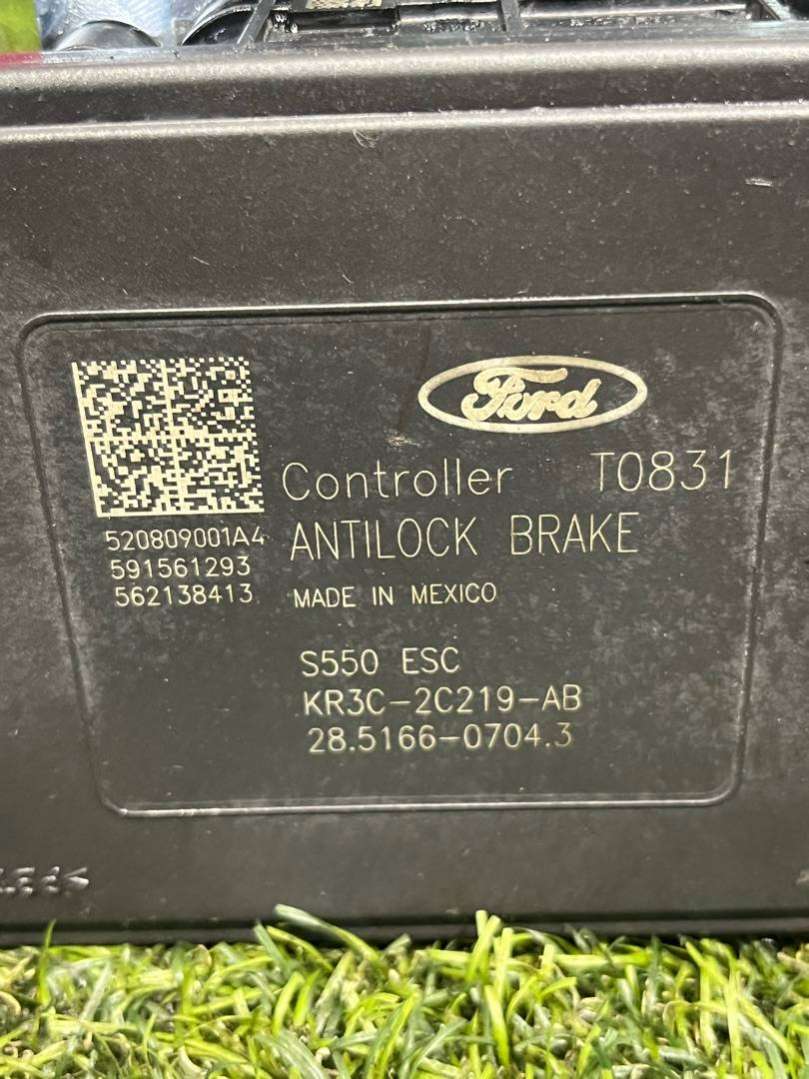 Ford
Controller T0831
ANTILOCK BRAKE
520809001A4
591561293
562138413
MADE IN MEXICO
S550 ESC
KR3C-2C219-AB
28.5166-0704.3